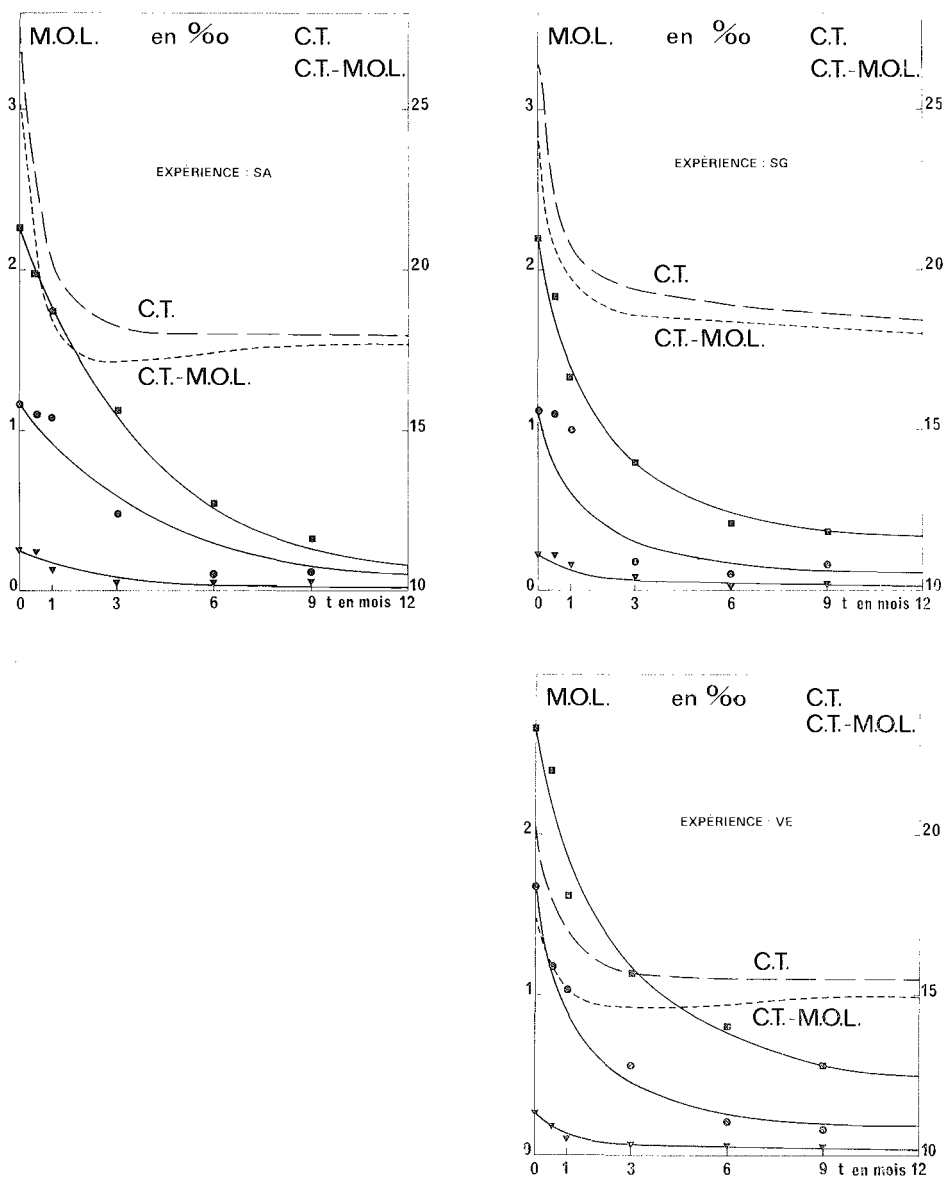 M.O.L. en ‰ C.T.
C.T.-M.O.L.
3 25
EXPÉRIENCE : SA
2 20
C.T.
C.T.-M.O.L.
1 15
0 10
0 1 3 6 9 t en mois 12
M.O.L. en ‰ C.T.
C.T.-M.O.L.
3 25
EXPÉRIENCE : SG
2 20
C.T.
C.T.-M.O.L.
1 15
0 10
0 1 3 6 9 t en mois 12
M.O.L. en ‰ C.T.
C.T.-M.O.L.
EXPÉRIENCE : VE
2 20
C.T.
1 15
C.T.-M.O.L.
0 10
0 1 3 6 9 t en mois 12